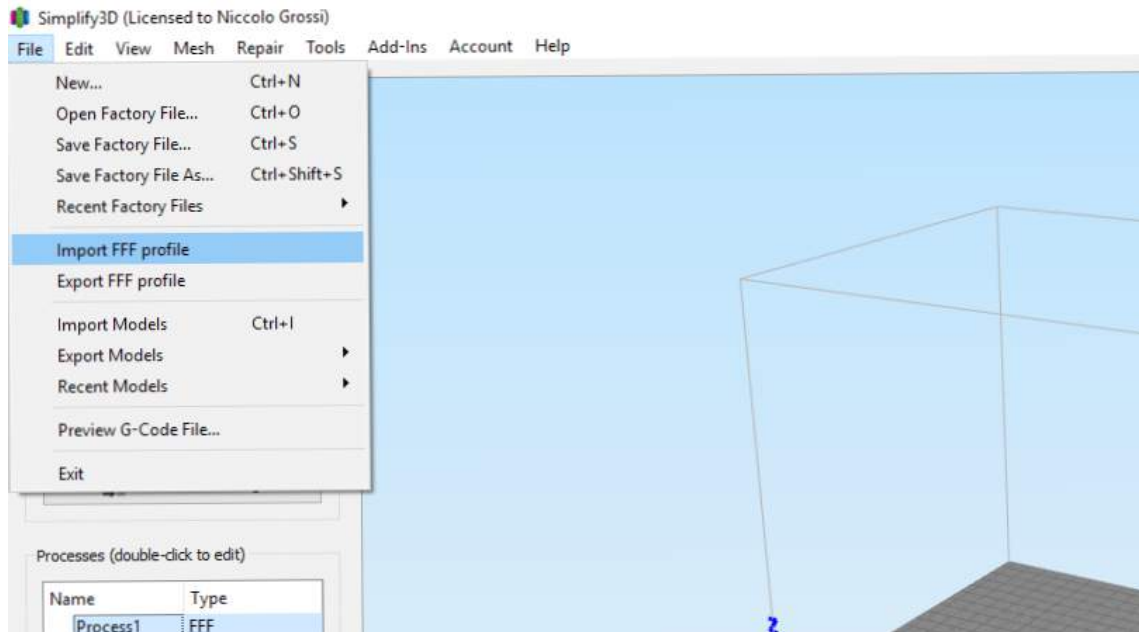 Simplify3D (Licensed to Niccolo Grossi)
File Edit View Mesh Repair Tools Add-Ins Account Help
New... Ctrl+N
Open Factory File... Ctrl+O
Save Factory File... Ctrl+S
Save Factory File As... Ctrl+Shift+S
Recent Factory Files
Import FFF profile
Export FFF profile
Import Models Ctrl+I
Export Models
Recent Models
Preview G-Code File...
Exit
Processes (double-click to edit)
Name Type
Process1 FFF
Z